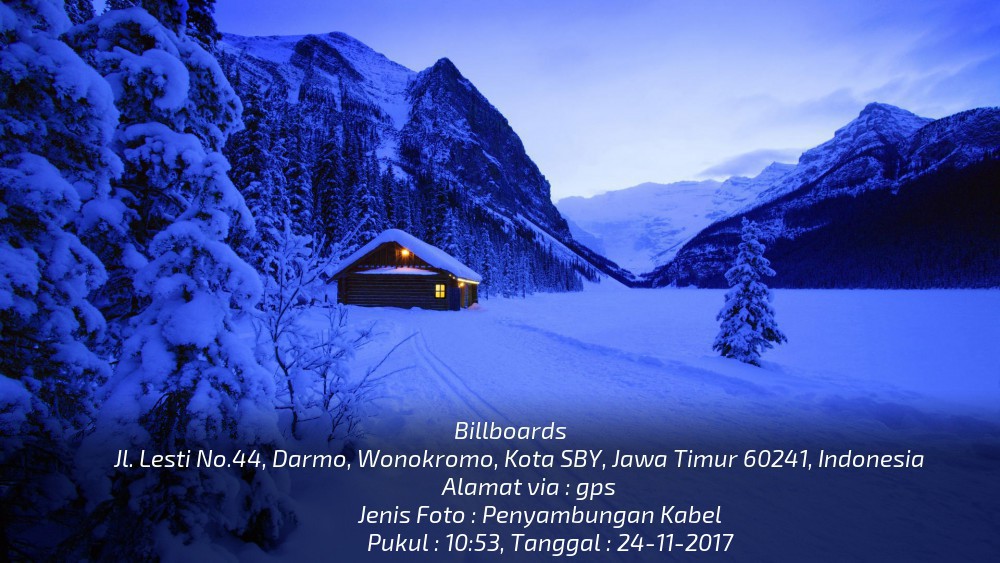 Billboards
Jl. Lesti No.44, Darmo, Wonokromo, Kota SBY, Jawa Timur 60241, Indonesia
Alamat via : gps
Jenis Foto : Penyambungan Kabel
Pukul : 10:53, Tanggal : 24-11-2017